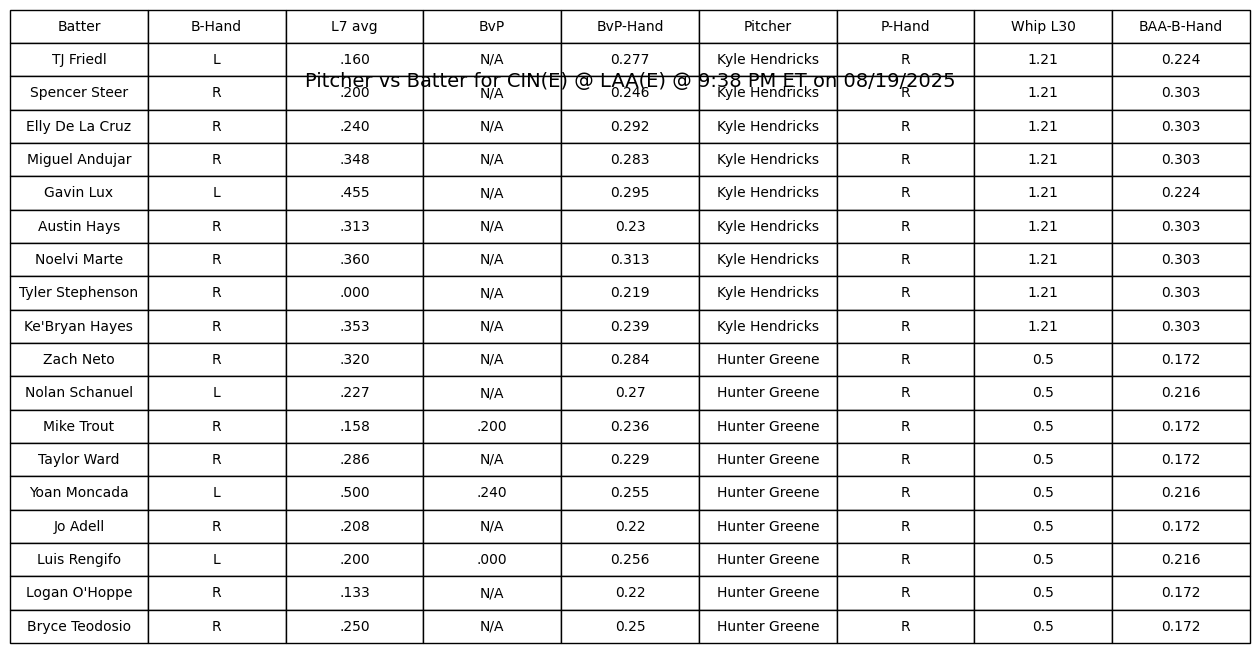 Batter B-Hand L7 avg BvP BvP-Hand Pitcher P-Hand Whip L30 BAA-B-Hand
TJ Friedl L .160 N/A 0.277 Kyle Hendricks R 1.21 0.224
Pitcher vs Batter for CIN(E) @ LAA(E) @ 9:38 PM ET on 08/19/2025
Spencer Steer R .200 N/A 0.246 Kyle Hendricks R 1.21 0.303
Elly De La Cruz R .240 N/A 0.292 Kyle Hendricks R 1.21 0.303
Miguel Andujar R .348 N/A 0.283 Kyle Hendricks R 1.21 0.303
Gavin Lux L .455 N/A 0.295 Kyle Hendricks R 1.21 0.224
Austin Hays R .313 N/A 0.23 Kyle Hendricks R 1.21 0.303
Noelvi Marte R .360 N/A 0.313 Kyle Hendricks R 1.21 0.303
Tyler Stephenson R .000 N/A 0.219 Kyle Hendricks R 1.21 0.303
Ke'Bryan Hayes R .353 N/A 0.239 Kyle Hendricks R 1.21 0.303
Zach Neto R .320 N/A 0.284 Hunter Greene R 0.5 0.172
Nolan Schanuel L .227 N/A 0.27 Hunter Greene R 0.5 0.216
Mike Trout R .158 .200 0.236 Hunter Greene R 0.5 0.172
Taylor Ward R .286 N/A 0.229 Hunter Greene R 0.5 0.172
Yoan Moncada L .500 .240 0.255 Hunter Greene R 0.5 0.216
Jo Adell R .208 N/A 0.22 Hunter Greene R 0.5 0.172
Luis Rengifo L .200 .000 0.256 Hunter Greene R 0.5 0.216
Logan O'Hoppe R .133 N/A 0.22 Hunter Greene R 0.5 0.172
Bryce Teodosio R .250 N/A 0.25 Hunter Greene R 0.5 0.172